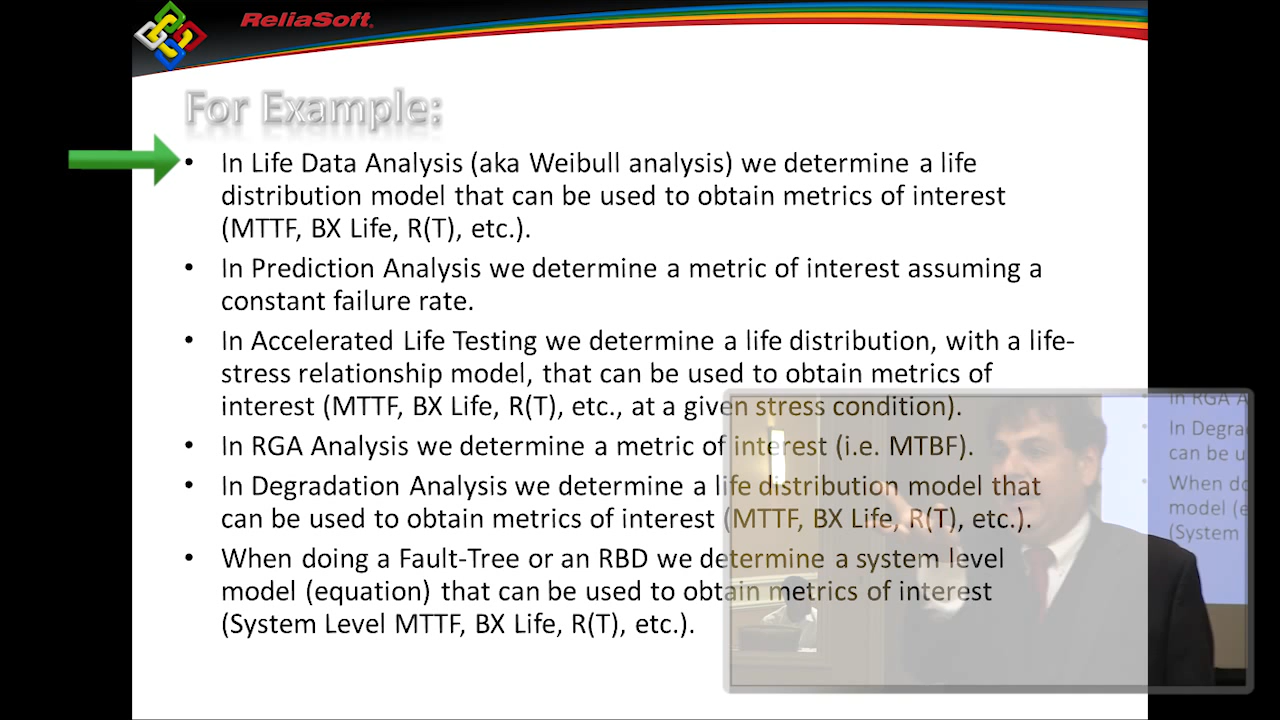 ReliaSoft.
For Example:
• In Life Data Analysis (aka Weibull analysis) we determine a life
distribution model that can be used to obtain metrics of interest
(MTTF, BX Life, R(T), etc.).
• In Prediction Analysis we determine a metric of interest assuming a
constant failure rate.
• In Accelerated Life Testing we determine a life distribution, with a life-
stress relationship model, that can be used to obtain metrics of
interest (MTTF, BX Life, R(T), etc., at a given stress condition).
• In RGA Analysis we determine a metric of interest (i.e. MTBF).
• In Degradation Analysis we determine a life distribution model that
can be used to obtain metrics of interest (MTTF, BX Life, R(T), etc.).
• When doing a Fault-Tree or an RBD we determine a system level
model (equation) that can be used to obtain metrics of interest
(System Level MTTF, BX Life, R(T), etc.).
In RGA A
In Degra
can be u
When do
model (e
(System